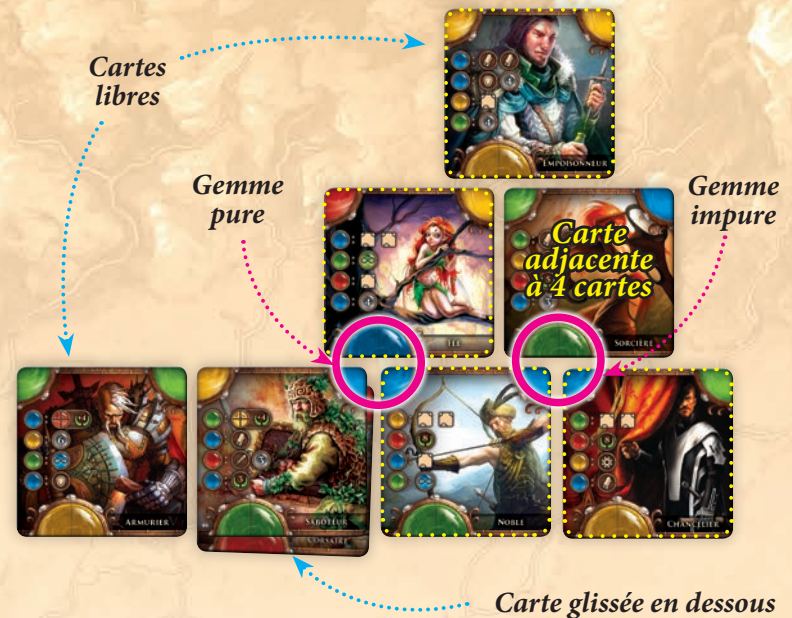 Cartes
libres
EMPOISONNEUR
Gemme
pure
Gemme
impure
Carte
adjacente
à 4 cartes
FÉE
SORCIÈRE
ARMURIER
SABOTEUR
CORSAIRE
NOBLE
CHANCELIER
Carte glissée en dessous